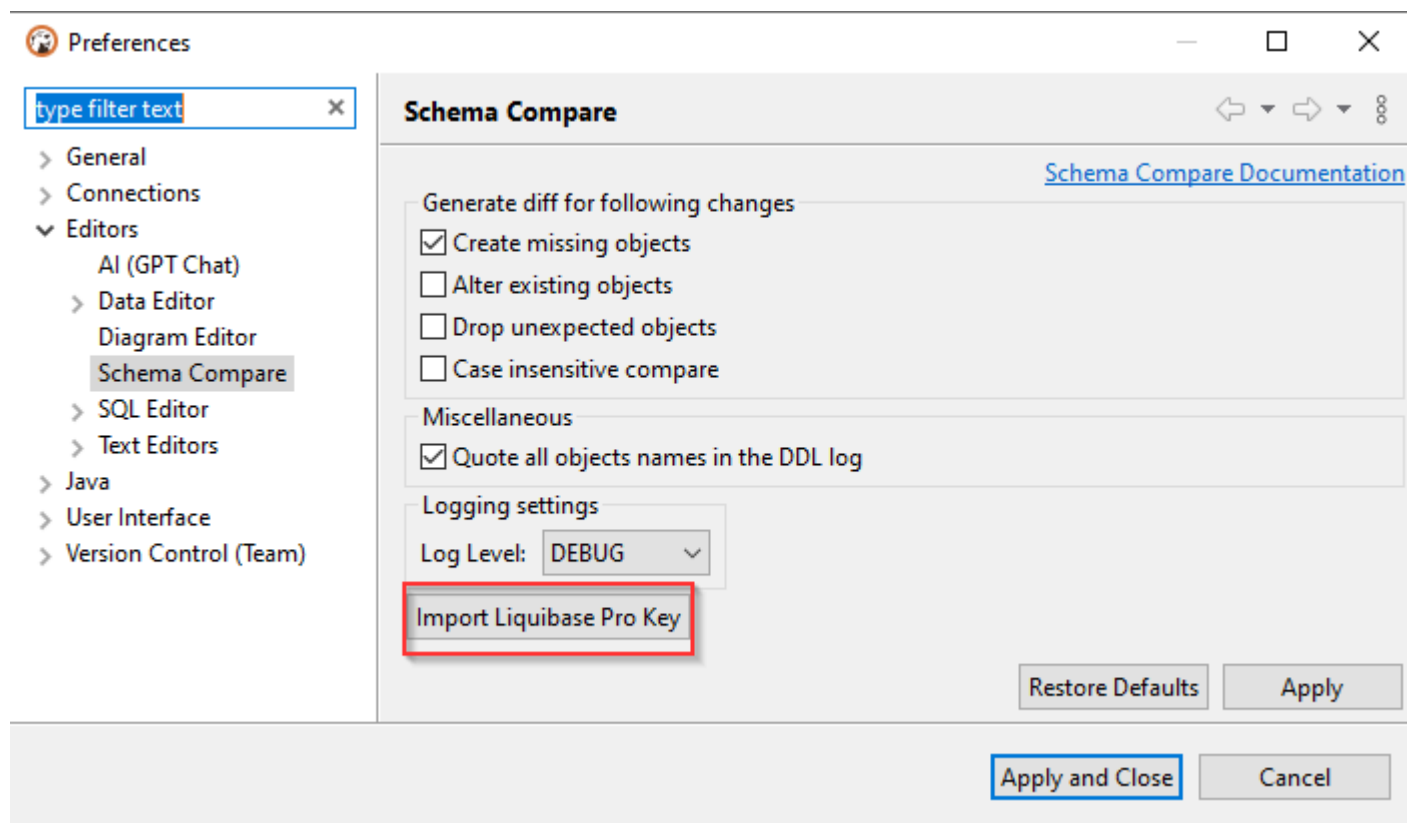 Preferences
type filter text
General
Connections
Editors
AI (GPT Chat)
Data Editor
Diagram Editor
Schema Compare
SQL Editor
Text Editors
Java
User Interface
Version Control (Team)
Schema Compare
Schema Compare Documentation
Generate diff for following changes
Create missing objects
Alter existing objects
Drop unexpected objects
Case insensitive compare
Miscellaneous
Quote all objects names in the DDL log
Logging settings
Log Level: DEBUG
Import Liquibase Pro Key
Restore Defaults Apply
Apply and Close Cancel